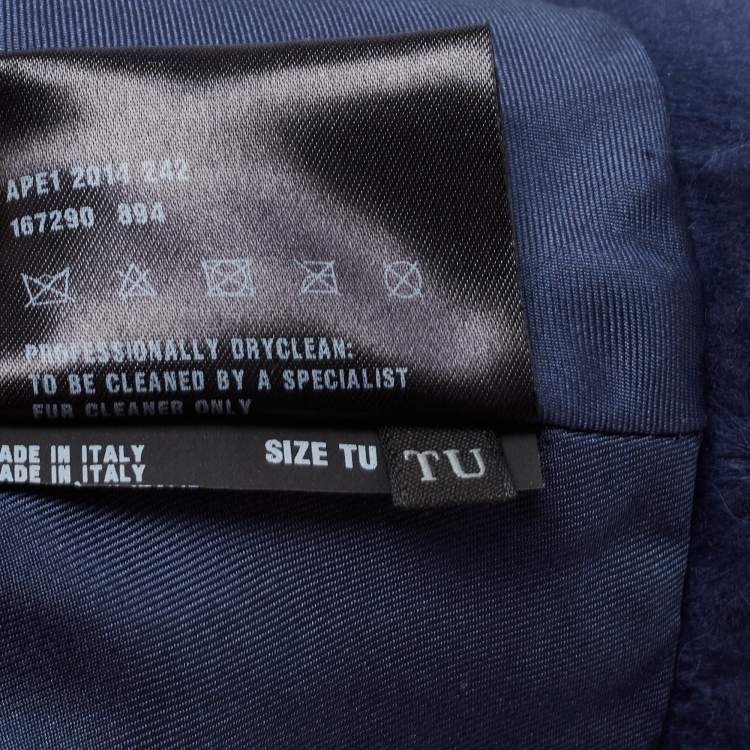 APE1 2014 242
167290 894
PROFESSIONALLY DRYCLEAN:
TO BE CLEANED BY A SPECIALIST
FUR CLEANER ONLY
ADE IN ITALY
MADE IN ITALY
SIZE TU
TU